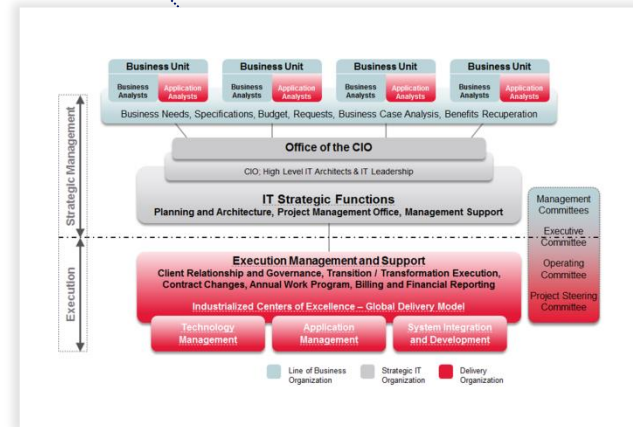 Business Unit
Business Unit
Business Unit
Business Unit
Business Analysts
Application Analysts
Business Analysts
Application Analysts
Business Analysts
Application Analysts
Business Analysts
Application Analysts
Business Needs, Specifications, Budget, Requests, Business Case Analysis, Benefits Recuperation
Strategic Management
Office of the CIO
CIO; High Level IT Architects & IT Leadership
IT Strategic Functions
Planning and Architecture, Project Management Office, Management Support
Management
Committees
Executive
Committee
Operating
Committee
Project Steering
Committee
Execution
Execution Management and Support
Client Relationship and Governance, Transition / Transformation Execution,
Contract Changes, Annual Work Program, Billing and Financial Reporting
Industrialized Centers of Excellence – Global Delivery Model
Technology
Management
Application
Management
System Integration
and Development
Line of Business
Organization
Strategic IT
Organization
Delivery
Organization